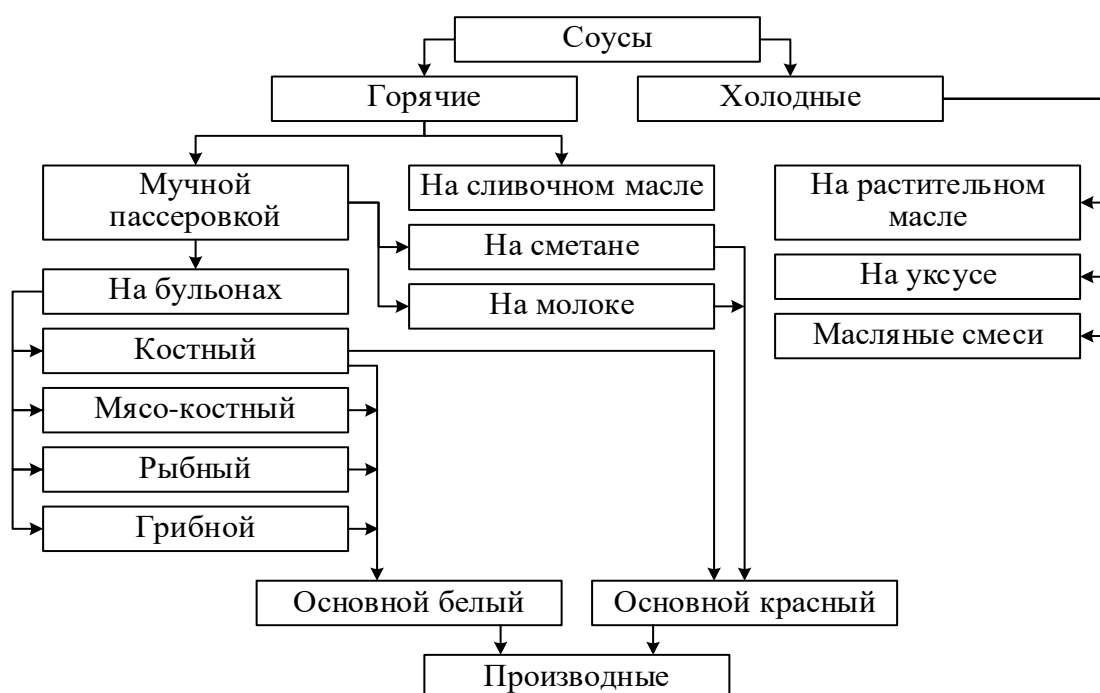 Соусы
Горячие
Холодные
Мучной
пассеровкой
На сливочном масле
На растительном
масле
На сметане
На бульонах
На молоке
На уксусе
Костный
Масляные смеси
Мясо-костный
Рыбный
Грибной
Основной белый
Основной красный
Производные